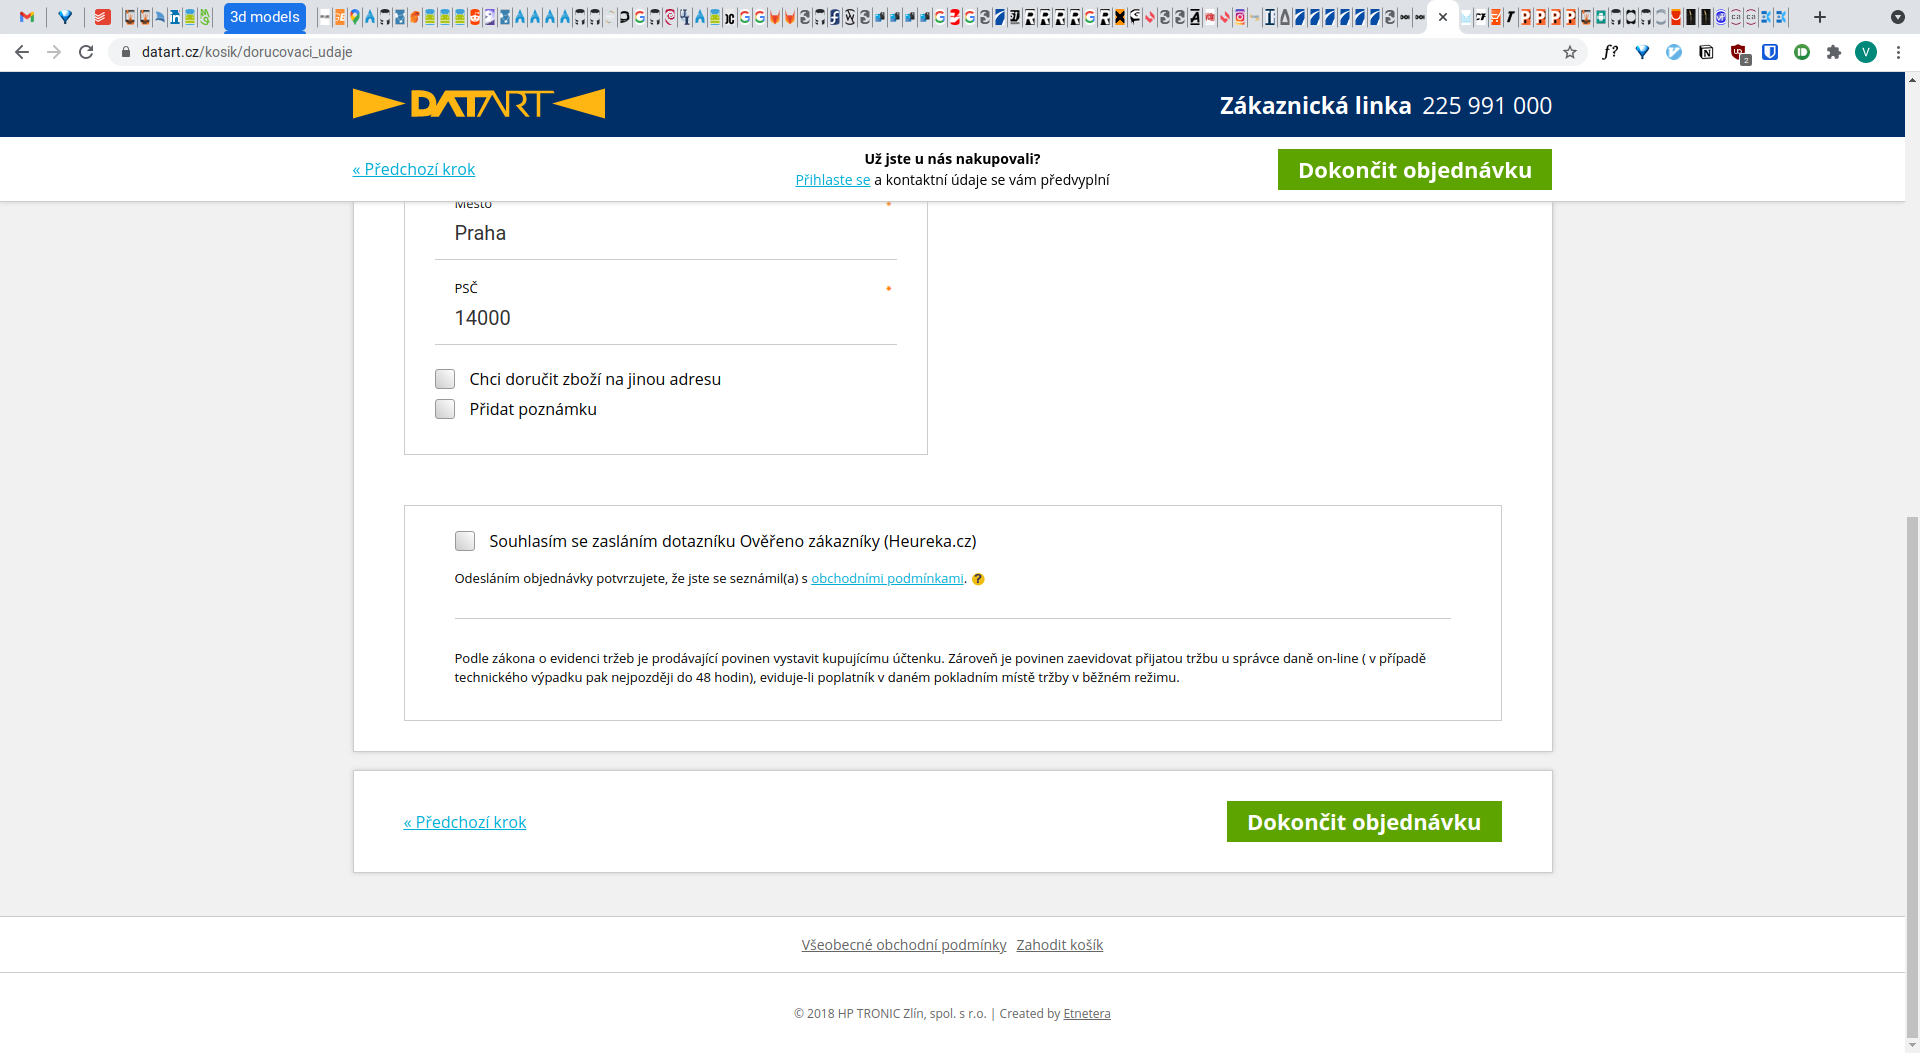 3d models
datart.cz/kosik/dorucovaci_udaje
DATART
Zákaznická linka 225 991 000
« Předchozí krok
Už jste u nás nakupovali?
Přihlaste se a kontaktní údaje se vám předvyplní
Dokončit objednávku
Město
Praha
PSČ
14000
Chci doručit zboží na jinou adresu
Přidat poznámku
Souhlasím se zasláním dotazníku Ověřeno zákazníky (Heureka.cz)
Odesláním objednávky potvrzujete, že jste se seznámil(a) s obchodními podmínkami. ?
Podle zákona o evidenci tržeb je prodávající povinen vystavit kupujícímu účtenku. Zároveň je povinen zaevidovat přijatou tržbu u správce daně on-line ( v případě
technického výpadku pak nejpozději do 48 hodin), eviduje-li poplatník v daném pokladním místě tržby v běžném režimu.
« Předchozí krok
Dokončit objednávku
Všeobecné obchodní podmínky Zahodit košík
© 2018 HP TRONIC Zlín, spol. s r.o. | Created by Etnetera